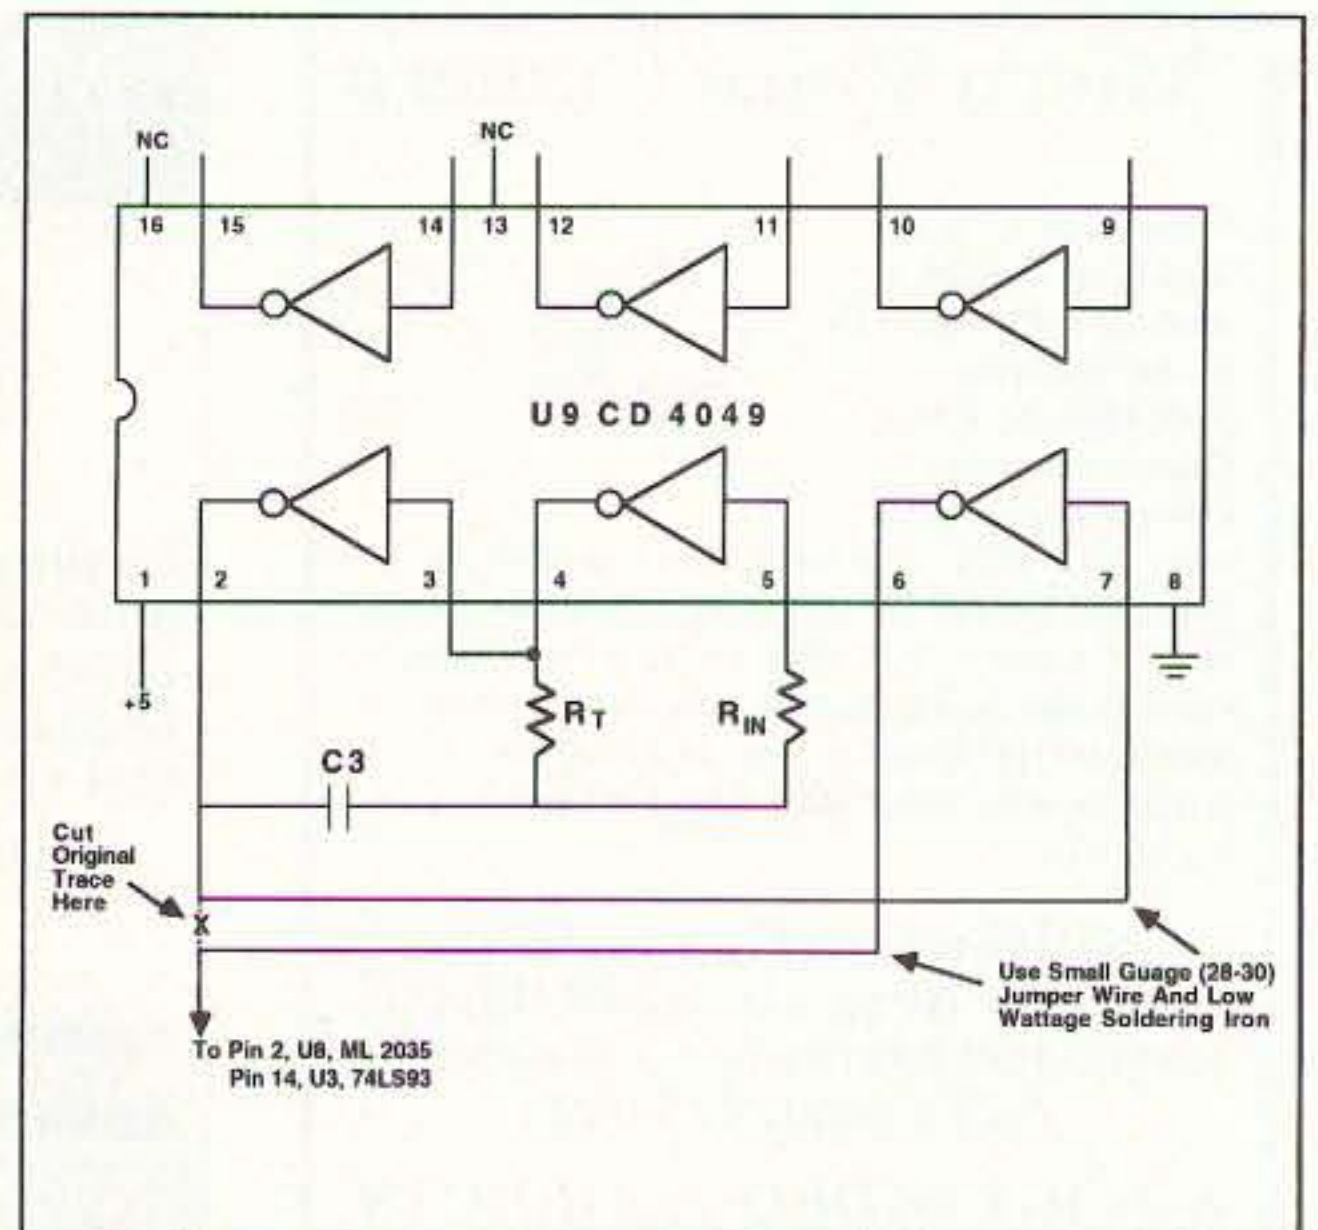 NC
NC
16 15 14 13 12 11 10 9
U9 CD 4049
1 2 3 4 5 6 7 8
+5
RT
RIN
C3
Cut
Original
Trace
Here
X
Use Small Guage (28-30)
Jumper Wire And Low
Wattage Soldering Iron
To Pin 2, U8, ML 2035
Pin 14, U3, 74LS93